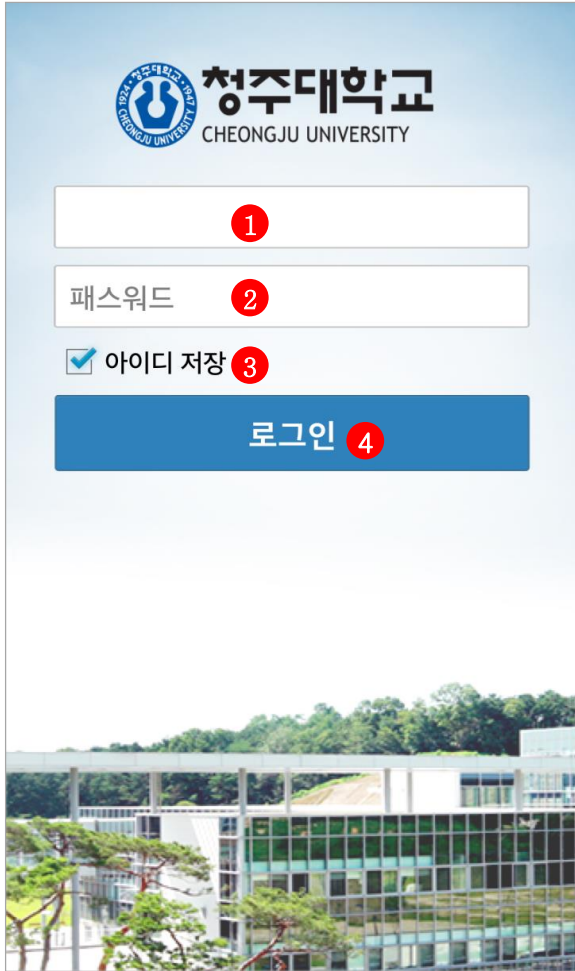 청주대학교
CHEONGJU UNIVERSITY
1924 · 청주대학교 · 1947
CHEONGJU UNIVERSITY
1
패스워드 2
아이디 저장 3
로그인 4